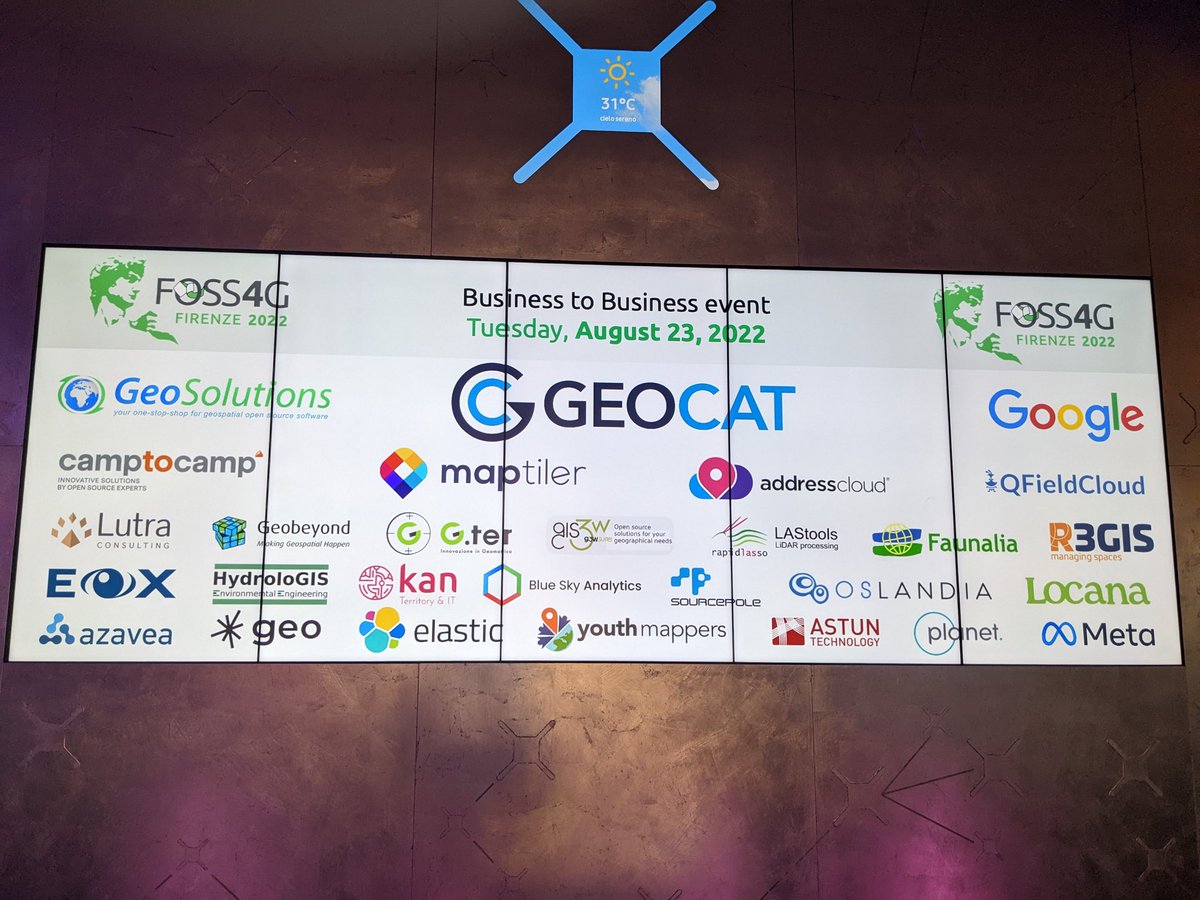 31°C
cielo sereno
FOSS4G
FIRENZE 2022
Business to Business event
Tuesday, August 23, 2022
FOSS4G
FIRENZE 2022
GeoSolutions
your one-stop-shop for geospatial open source software
GEOCAT
Google
camptocamp
INNOVATIVE SOLUTIONS
BY OPEN SOURCE EXPERTS
maptiler
addresscloud®
QFieldCloud
Lutra
CONSULTING
Geobeyond
Making Geospatial Happen
G.ter
Innovazione in Geomatica
gis3w
g3wsuite
Open source
solutions for your
geographical needs
rapidlasso
LAStools
LiDAR processing
Faunalia
R3GIS
managing spaces
EOX
HydroloGIS
Environmental Engineering
kan
Territory & IT
Blue Sky Analytics
SOURCEPOLE
OSLANDIA
Locana
azavea
geo
elastic
youthmappers
ASTUN
TECHNOLOGY
planet.
Meta